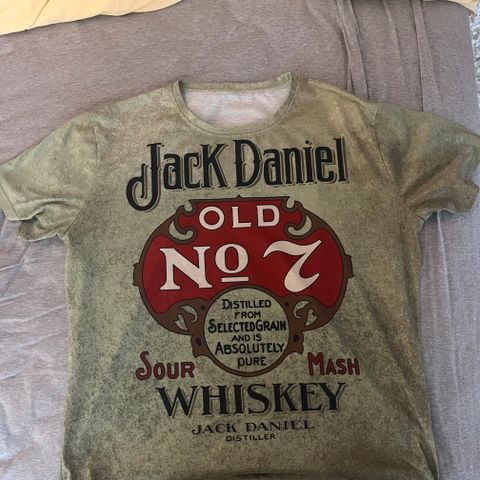 Jack Daniel
OLD
No 7
DISTILLED
FROM
SELECTED GRAIN
AND IS
ABSOLUTELY
PURE
SOUR MASH
WHISKEY
JACK DANIEL
DISTILLER